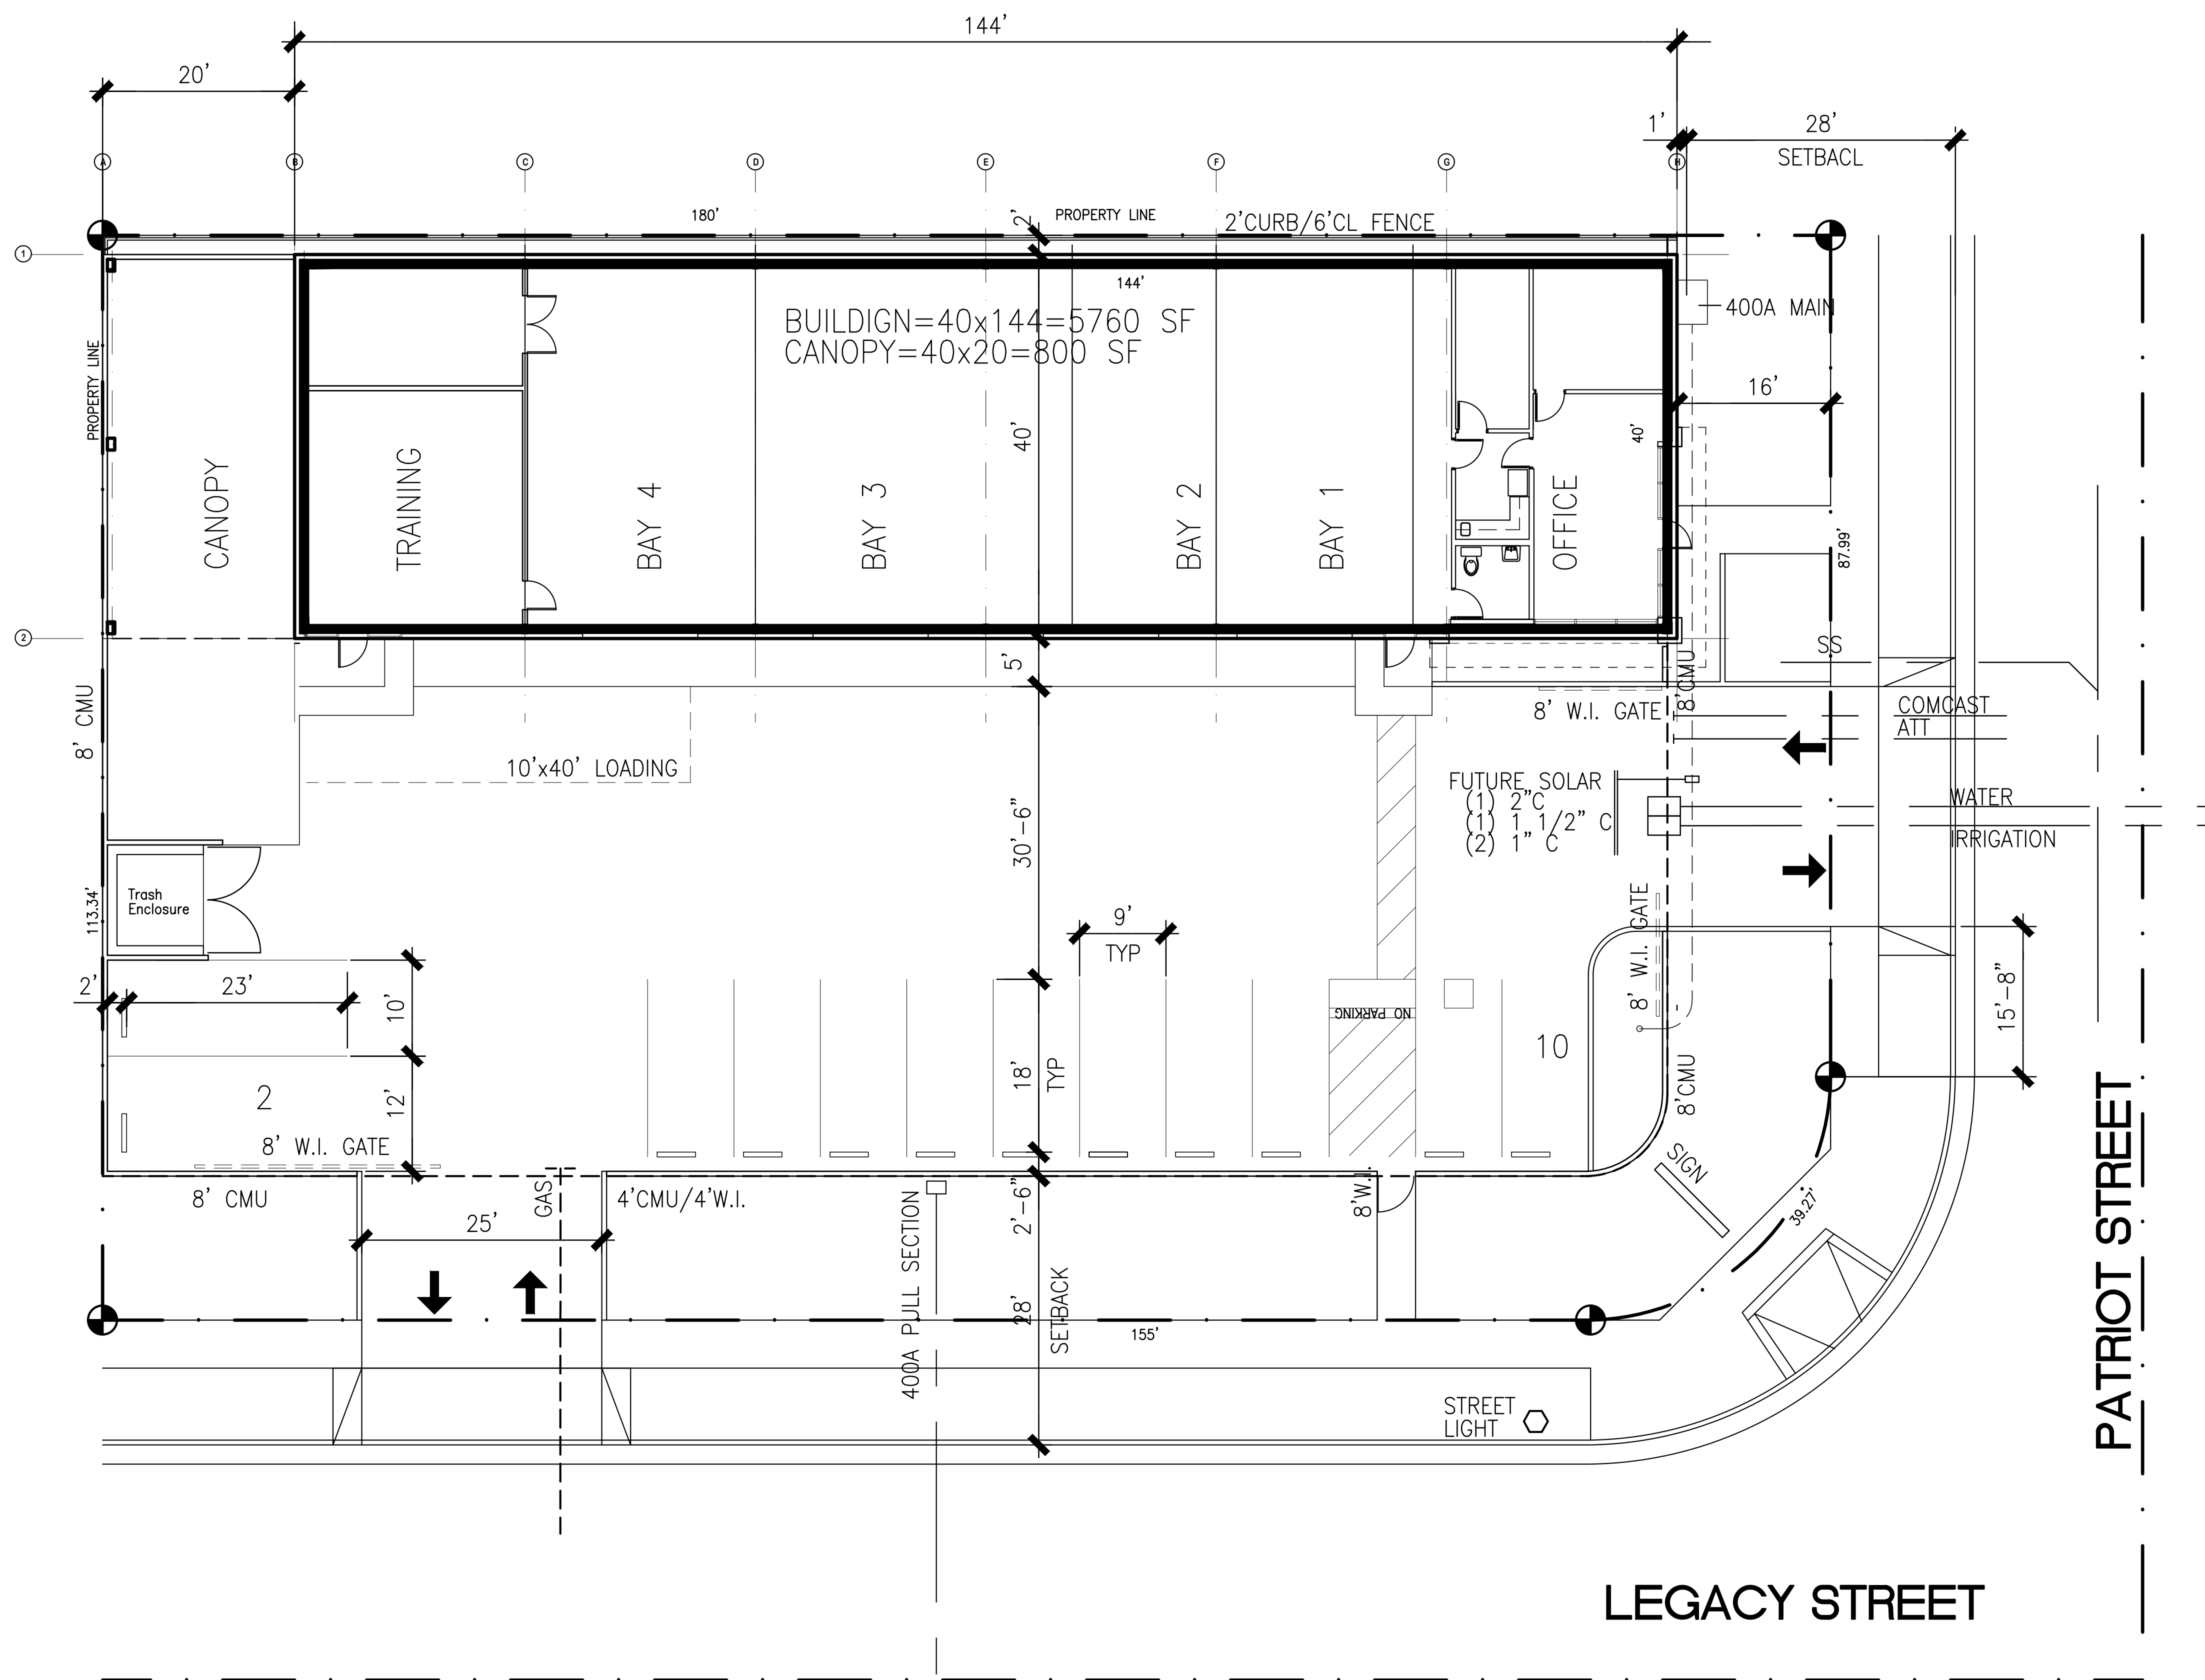 144'
20'
1'
28'
SETBACL
A
B
C
D
E
F
G
H
180'
2'
PROPERTY LINE
2'CURB/6'CL FENCE
1
144'
400A MAIN
BUILDIGN=40x144=5760 SF
CANOPY=40x20=800 SF
PROPERTY LINE
16'
40'
40'
CANOPY
TRAINING
BAY 4
BAY 3
BAY 2
BAY 1
OFFICE
87.99'
2
5'
SS
8' CMU
8'CMU
8' W.I. GATE
COMCAST
ATT
10'x40' LOADING
FUTURE SOLAR
(1) 2"C
(1) 1 1/2" C
(2) 1" C
WATER
IRRIGATION
30'-6"
Trash
Enclosure
113.34'
9'
TYP
8' W.I. GATE
2'
23'
10'
15'-8"
NO PARKING
10
18'
TYP
2
12'
8'CMU
8' W.I. GATE
SIGN
8' CMU
GAS
4'CMU/4'W.I.
2'-6"
8'W.I.
39.27'
25'
400A PULL SECTION
28'
SETBACK
155'
PATRIOT STREET
STREET
LIGHT
LEGACY STREET